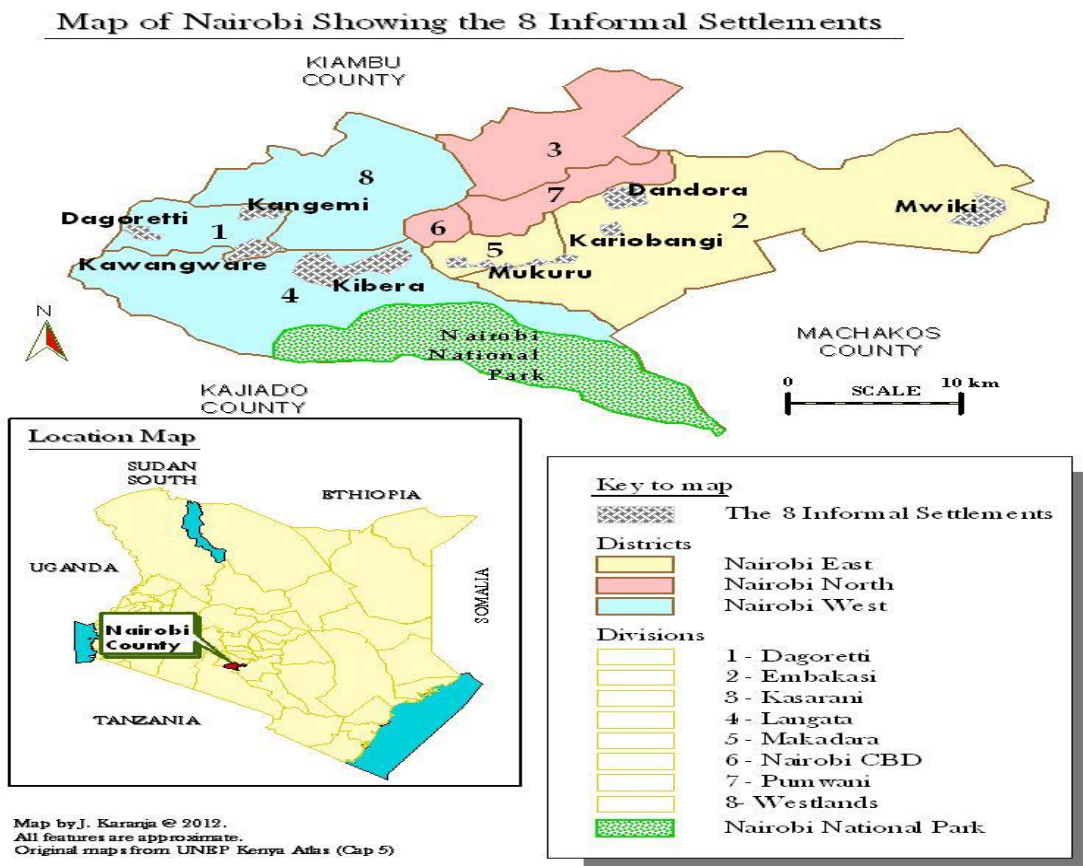 Map of Nairobi Showing the 8 Informal Settlements
KIAMBU
COUNTY
3
8
7
Dandora
Kangemi
Dagoretti
1
6
2
Mwiki
5
Kariobangi
Kawangware
Mukuru
4
Kibera
N
Nairobi
National
Park
MACHAKOS
COUNTY
KAJIADO
COUNTY
0
10 km
SCALE
Location Map
SUDAN
SOUTH
ETHIOPIA
UGANDA
SOMALIA
Nairobi
County
TANZANIA
Key to map
The 8 Informal Settlements
Districts
Nairobi East
Nairobi North
Nairobi West
Divisions
1 - Dagoretti
2 - Embakasi
3 - Kasarani
4 - Langata
5 - Makadara
6 - Nairobi CBD
7 - Pumwani
8- Westlands
Nairobi National Park
Map by J. Karanja © 2012.
All features are approximate.
Original maps from UNEP Kenya Atlas (Cap 5)